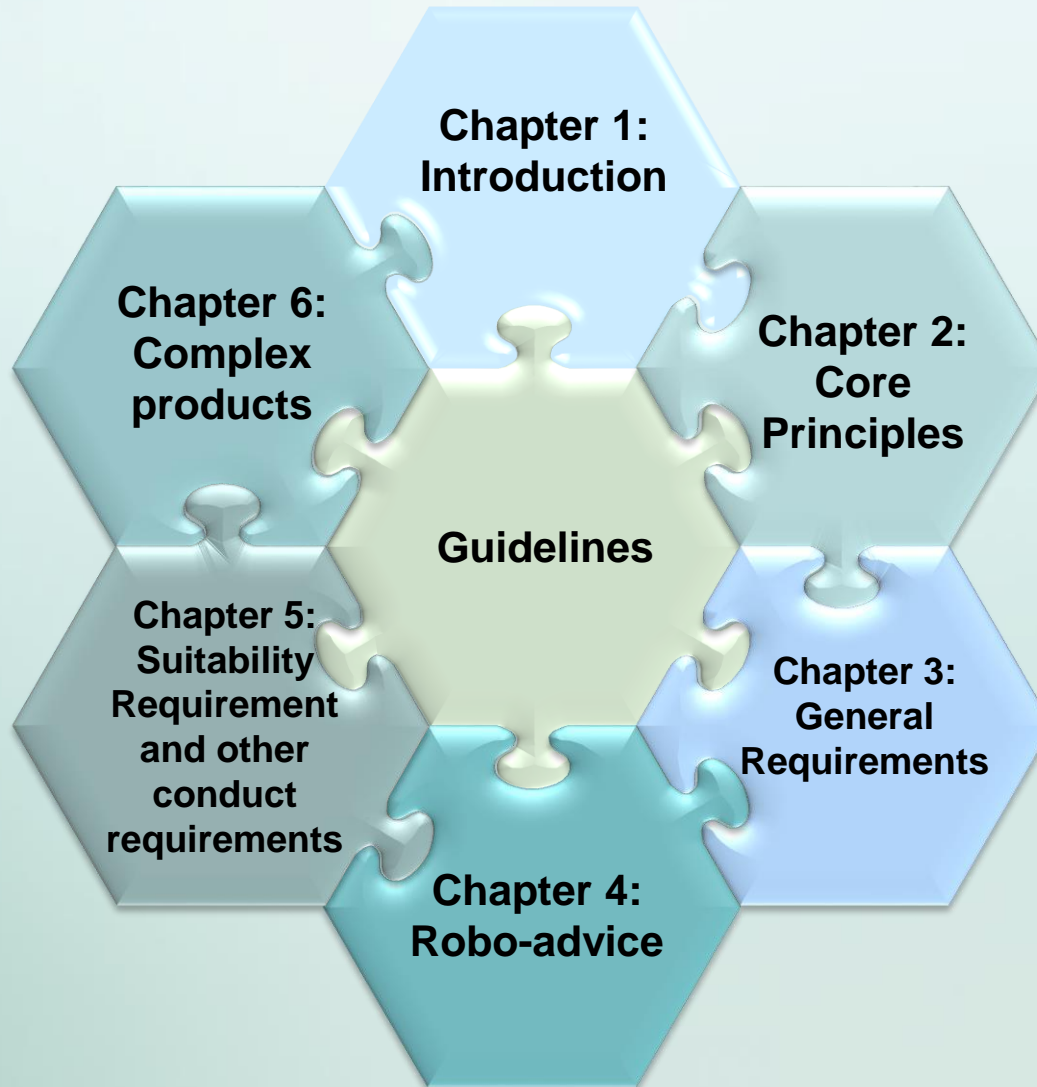 Chapter 1:
Introduction
Chapter 2:
Core
Principles
Chapter 3:
General
Requirements
Chapter 4:
Robo-advice
Chapter 5:
Suitability
Requirement
and other
conduct
requirements
Chapter 6:
Complex
products
Guidelines